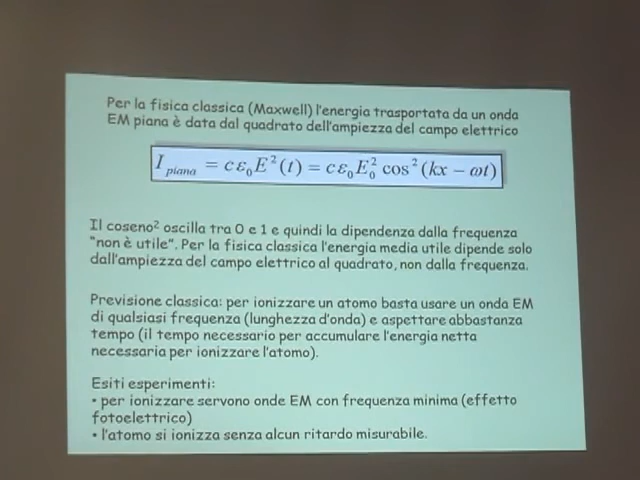 Per la fisica classica (Maxwell) l'energia trasportata da un onda
EM piana è data dal quadrato dell'ampiezza del campo elettrico
I piana = cε₀E²(t) = cε₀E₀² cos²(kx − ωt)
Il coseno² oscilla tra 0 e 1 e quindi la dipendenza dalla frequenza
"non è utile". Per la fisica classica l'energia media utile dipende solo
dall'ampiezza del campo elettrico al quadrato, non dalla frequenza.
Previsione classica: per ionizzare un atomo basta usare un onda EM
di qualsiasi frequenza (lunghezza d'onda) e aspettare abbastanza
tempo (il tempo necessario per accumulare l'energia netta
necessaria per ionizzare l'atomo).
Esiti esperimenti:
• per ionizzare servono onde EM con frequenza minima (effetto
fotoelettrico)
• l'atomo si ionizza senza alcun ritardo misurabile.